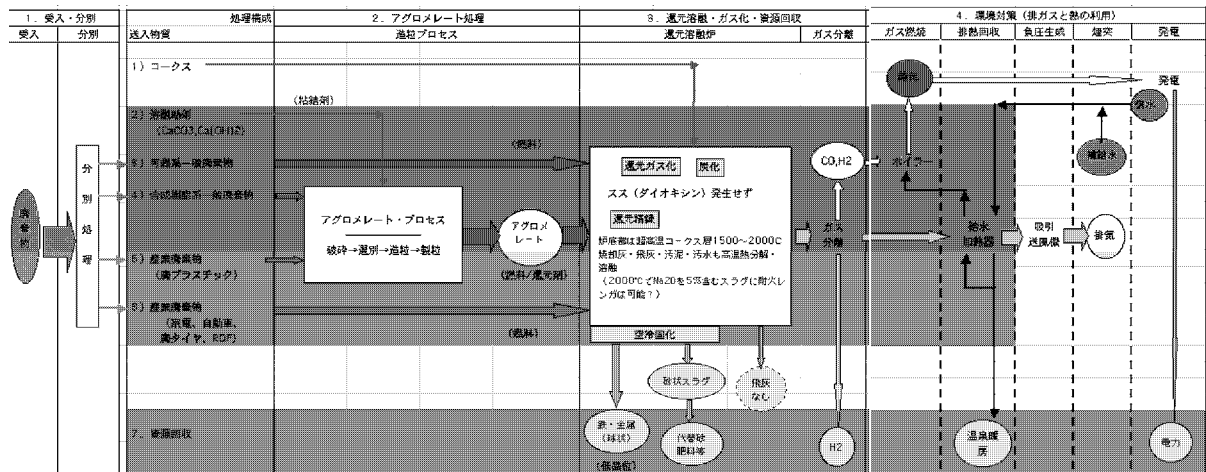 1. 受入・分別
処理構成
2. アグロメレート処理
3. 還元溶融・ガス化・資源回収
4. 環境対策（排ガスと熱の利用）
受入
分別
送入物質
造粒プロセス
還元溶融炉
ガス分離
ガス燃焼
排熱回収
負圧生成
煙突
発電
1) コークス
(粘結剤)
2) 溶融助剤
(CaCO3,Ca(OH)2)
3) 可燃系一般廃棄物
(燃料)
4) 合成樹脂系一般廃棄物
5) 産業廃棄物
(廃プラスチック)
6) 産業廃棄物
(家電、自動車、
廃タイヤ、RDF)
(燃料)
廃棄物
分別処理
アグロメレート・プロセス
破砕→選別→造粒→製粒
アグロメ
レート
(燃料/還元剤)
還元ガス化
炭化
スス（ダイオキシン）発生せず
還元精錬
炉底部は超高温コークス層1500～2000℃
焼却灰・飛灰・汚泥・汚水も高温熱分解・
溶融
(2000℃でNa2Oを5%含むスラグに耐火レ
ンガは可能？)
空冷固化
砂状スラグ
飛灰
なし
CO,H2
ガス
分離
ボイラー
発電
補給水
給水
加熱器
吸引
送風機
排気
7. 資源回収
鉄・金属
(球状)
(低品位)
代替砂
肥料等
H2
温泉暖
房
電力